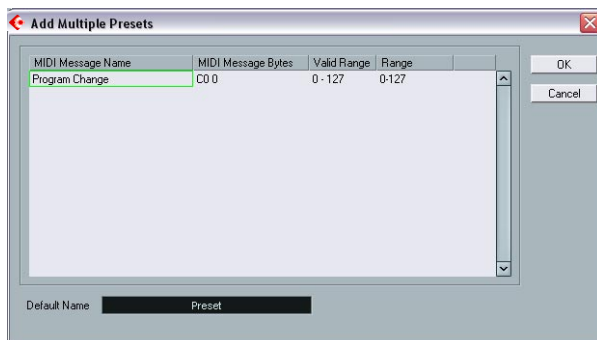 Add Multiple Presets
MIDI Message Name MIDI Message Bytes Valid Range Range
Program Change C0 0 0 - 127 0-127
OK
Cancel
Default Name Preset